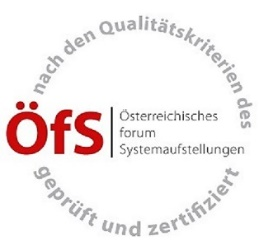 nach den Qualitätskriterien des
ÖfS
Österreichisches
forum
Systemaufstellungen
geprüft und zertifiziert